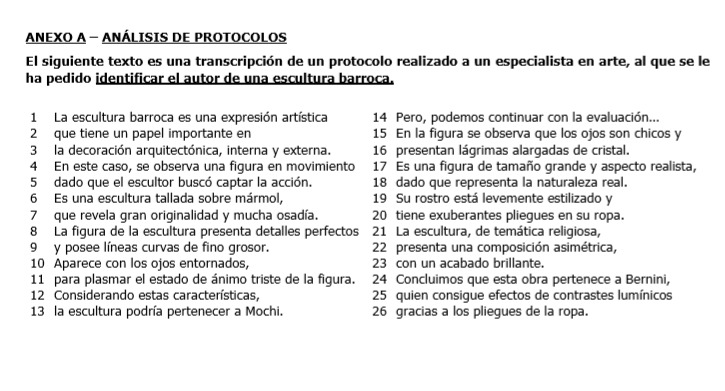 ANEXO A – ANÁLISIS DE PROTOCOLOS
El siguiente texto es una transcripción de un protocolo realizado a un especialista en arte, al que se le
ha pedido identificar el autor de una escultura barroca.
1 La escultura barroca es una expresión artística
2 que tiene un papel importante en
3 la decoración arquitectónica, interna y externa.
4 En este caso, se observa una figura en movimiento
5 dado que el escultor buscó captar la acción.
6 Es una escultura tallada sobre mármol,
7 que revela gran originalidad y mucha osadía.
8 La figura de la escultura presenta detalles perfectos
9 y posee líneas curvas de fino grosor.
10 Aparece con los ojos entornados,
11 para plasmar el estado de ánimo triste de la figura.
12 Considerando estas características,
13 la escultura podría pertenecer a Mochi.
14 Pero, podemos continuar con la evaluación...
15 En la figura se observa que los ojos son chicos y
16 presentan lágrimas alargadas de cristal.
17 Es una figura de tamaño grande y aspecto realista,
18 dado que representa la naturaleza real.
19 Su rostro está levemente estilizado y
20 tiene exuberantes pliegues en su ropa.
21 La escultura, de temática religiosa,
22 presenta una composición asimétrica,
23 con un acabado brillante.
24 Concluimos que esta obra pertenece a Bernini,
25 quien consigue efectos de contrastes lumínicos
26 gracias a los pliegues de la ropa.